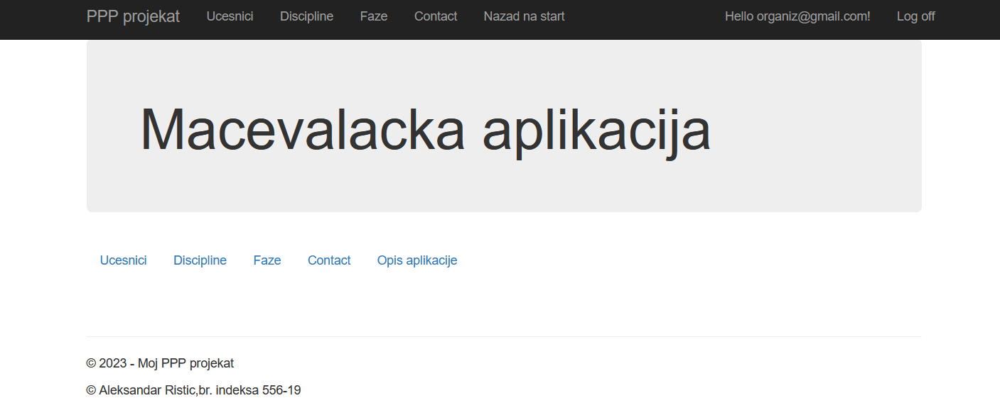 PPP projekat Ucesnici Discipline Faze Contact Nazad na start Hello organiz@gmail.com! Log off
Macevalacka aplikacija
Ucesnici Discipline Faze Contact Opis aplikacije
© 2023 - Moj PPP projekat
© Aleksandar Ristic,br. indeksa 556-19